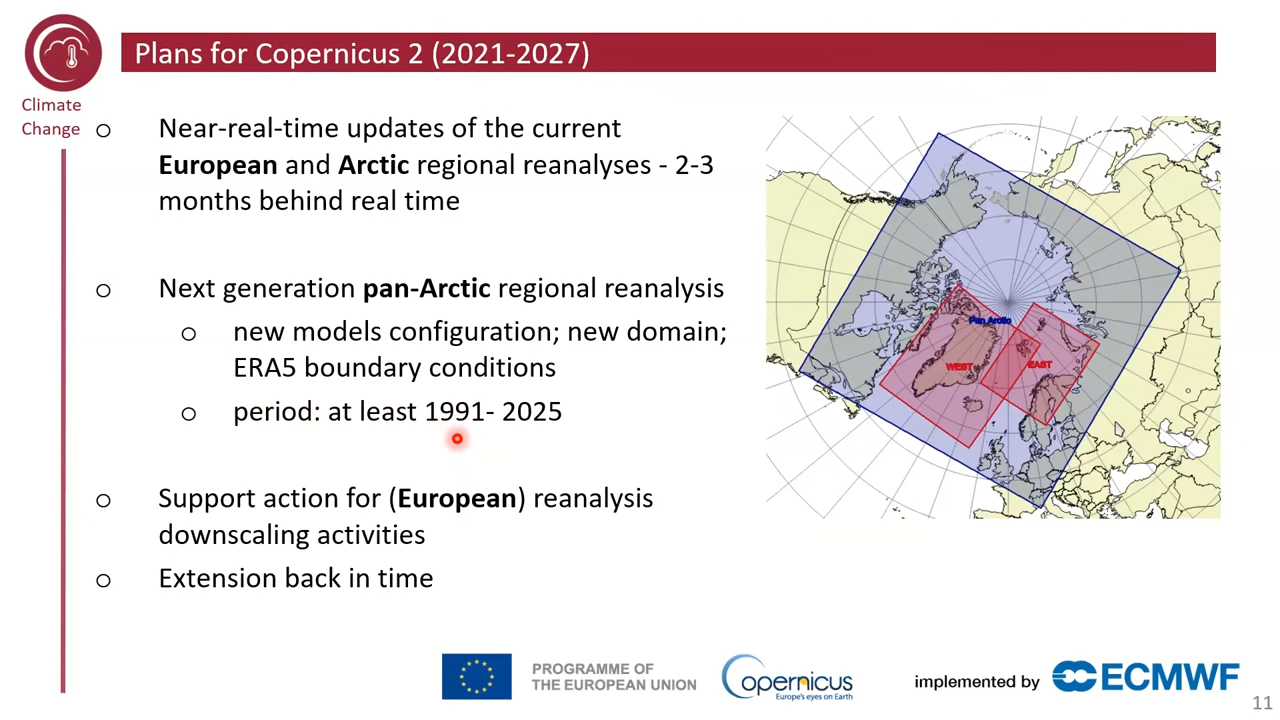 Plans for Copernicus 2 (2021-2027)
Climate
Change
o Near-real-time updates of the current
European and Arctic regional reanalyses - 2-3
months behind real time
o Next generation pan-Arctic regional reanalysis
o new models configuration; new domain;
ERA5 boundary conditions
o period: at least 1991- 2025
o Support action for (European) reanalysis
downscaling activities
o Extension back in time
Pan Arctic
WEST
EAST
PROGRAMME OF
THE EUROPEAN UNION
opernicus
Europe's eyes on Earth
implemented by
ECMWF
11